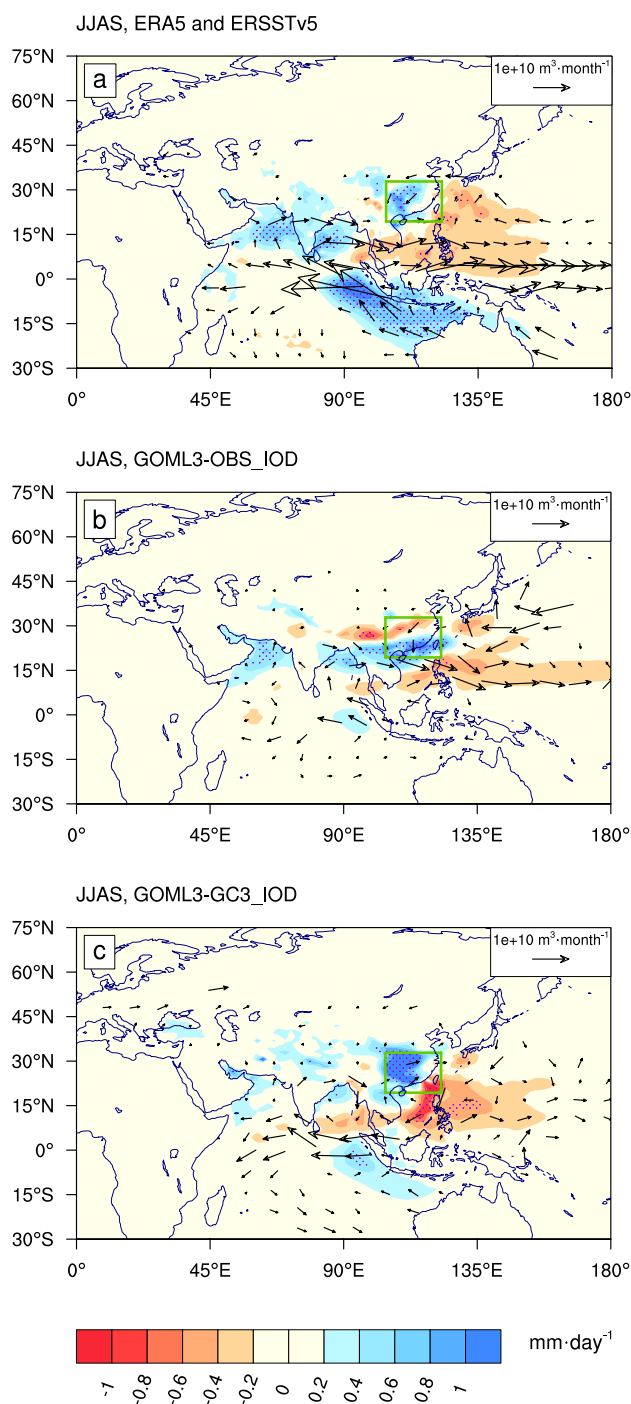 JJAS, ERA5 and ERSSTv5
75°N
a
1e+10 m³·month⁻¹
60°N
45°N
30°N
15°N
0°
15°S
30°S
0°
45°E
90°E
135°E
180°
JJAS, GOML3-OBS_IOD
75°N
b
1e+10 m³·month⁻¹
60°N
45°N
30°N
15°N
0°
15°S
30°S
0°
45°E
90°E
135°E
180°
JJAS, GOML3-GC3_IOD
75°N
c
1e+10 m³·month⁻¹
60°N
45°N
30°N
15°N
0°
15°S
30°S
0°
45°E
90°E
135°E
180°
mm·day⁻¹
-1
-0.8
-0.6
-0.4
-0.2
0
0.2
0.4
0.6
0.8
1